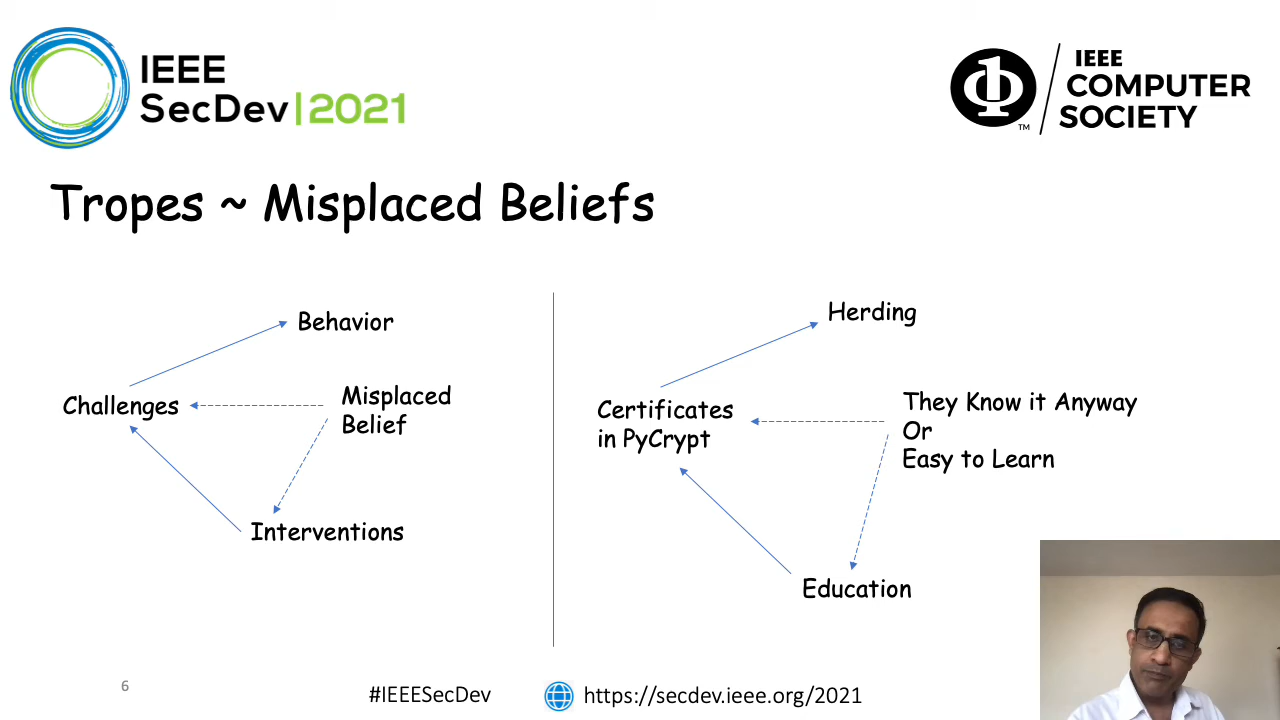 IEEE
SecDev|2021
IEEE
COMPUTER
SOCIETY
TM
Tropes ~ Misplaced Beliefs
Behavior
Challenges
Misplaced
Belief
Interventions
Herding
Certificates
in PyCrypt
They Know it Anyway
Or
Easy to Learn
Education
6
#IEEESecDev
https://secdev.ieee.org/2021